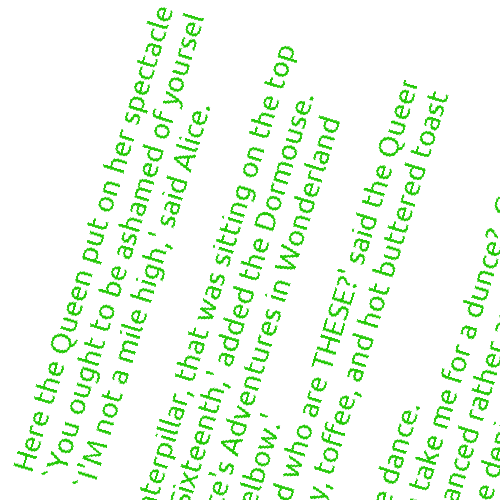 Here the Queen put on her spectacle
`You ought to be ashamed of yoursel
`I'M not a mile high,' said Alice.
aterpillar, that was sitting on the top
Sixteenth,' added the Dormouse.
ce's Adventures in Wonderland
elbow.'
d who are THESE?' said the Queer
y, toffee, and hot buttered toast
e dance.
take me for a dunce?
anced rather